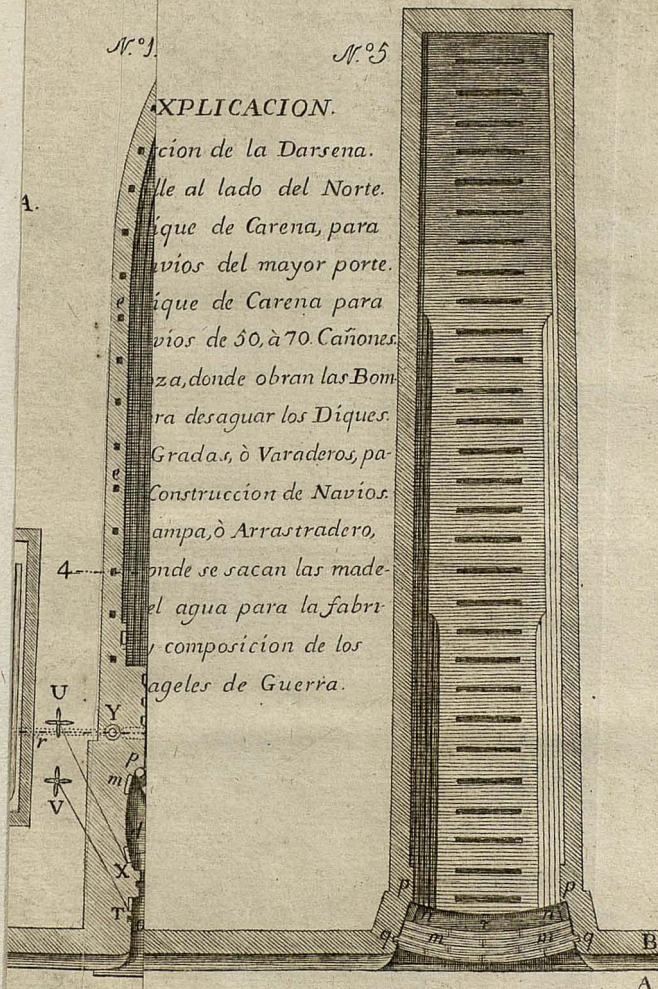 N.º 1
N.º 5
XPLICACION.
cion de la Darsena.
lle al lado del Norte.
A.
ique de Carena, para
avios del mayor porte.
e
ique de Carena para
vios de 50, à 70. Cañones.
oza, donde obran las Bom-
ra desaguar los Diques.
Gradas, ò Varaderos, pa-
e
Construccion de Navios.
ampa, ò Arrastradero,
4
onde se sacan las made-
el agua para la fabri-
y composicion de los
ageles de Guerra.
U
Y
r
p
m
V
X
T
p p
n n
q m m q
B
A